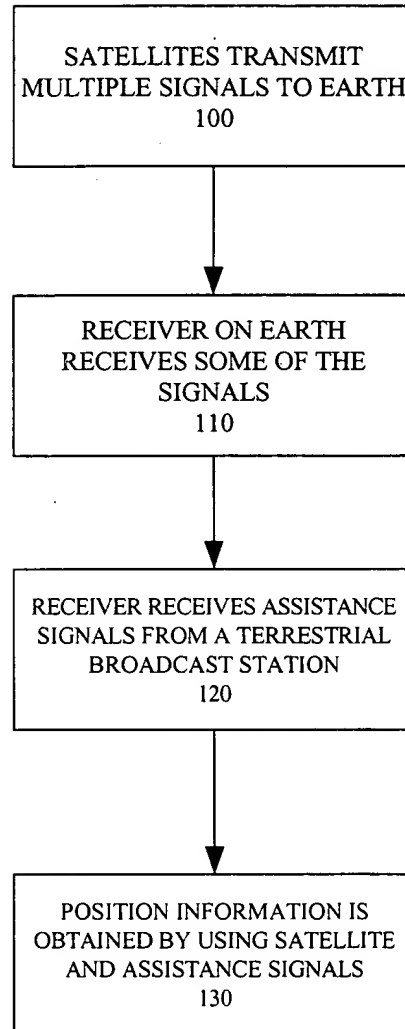 SATELLITES TRANSMIT
MULTIPLE SIGNALS TO EARTH
100
RECEIVER ON EARTH
RECEIVES SOME OF THE
SIGNALS
110
RECEIVER RECEIVES ASSISTANCE
SIGNALS FROM A TERRESTRIAL
BROADCAST STATION
120
POSITION INFORMATION IS
OBTAINED BY USING SATELLITE
AND ASSISTANCE SIGNALS
130